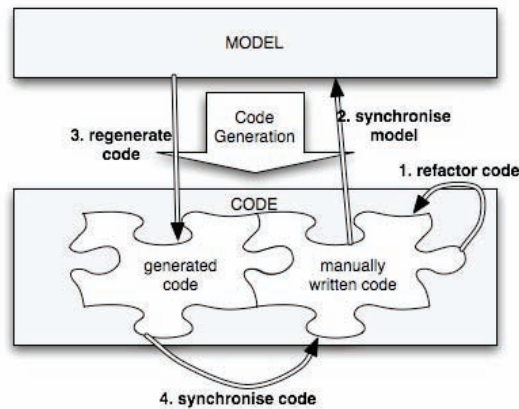 MODEL
Code
Generation
3. regenerate
code
2. synchronise
model
1. refactor code
CODE
generated
code
manually
written code
4. synchronise code